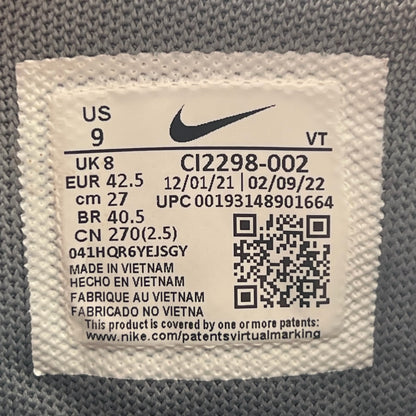 US
9
VT
UK 8
CI2298-002
EUR 42.5
12/01/21 02/09/22
cm 27
UPC 00193148901664
BR 40.5
CN 270(2.5)
041HQR6YEJSGY
MADE IN VIETNAM
HECHO EN VIETNAM
FABRIQUE AU VIETNAM
FABRICADO NO VIETNA
This product is covered by one or more patents:
www.nike.com/patentsvirtualmarking